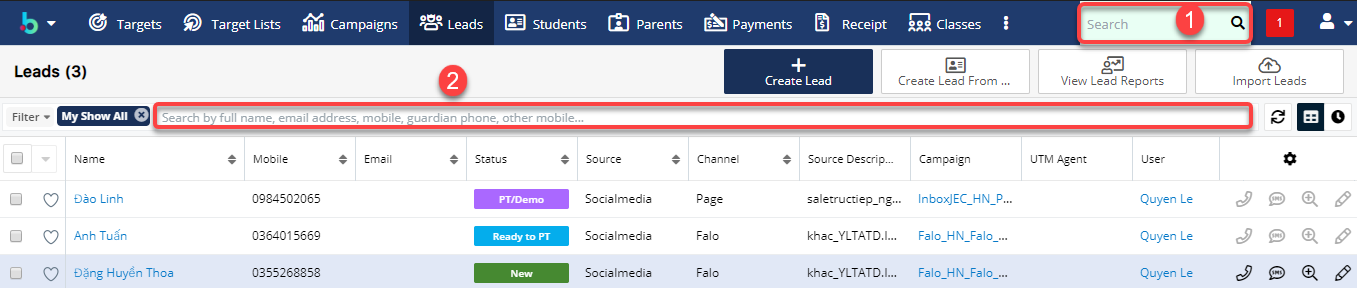 Targets Target Lists Campaigns Leads Students Parents Payments Receipt Classes Search 1 1
Leads (3) 2 Create Lead Create Lead From ... View Lead Reports Import Leads
Filter My Show All Search by full name, email address, mobile, guardian phone, other mobile...
Name Mobile Email Status Source Channel Source Descrip... Campaign UTM Agent User
Đào Linh 0984502065 PT/Demo Socialmedia Page saletructiep_ng... InboxJEC_HN_P... Quyen Le SMS
Anh Tuấn 0364015669 Ready to PT Socialmedia Falo khac_YLTATD.I... Falo_HN_Falo_... Quyen Le SMS
Đặng Huyền Thoa 0355268858 New Socialmedia Falo khac_YLTATD.I... Falo_HN_Falo_... Quyen Le SMS